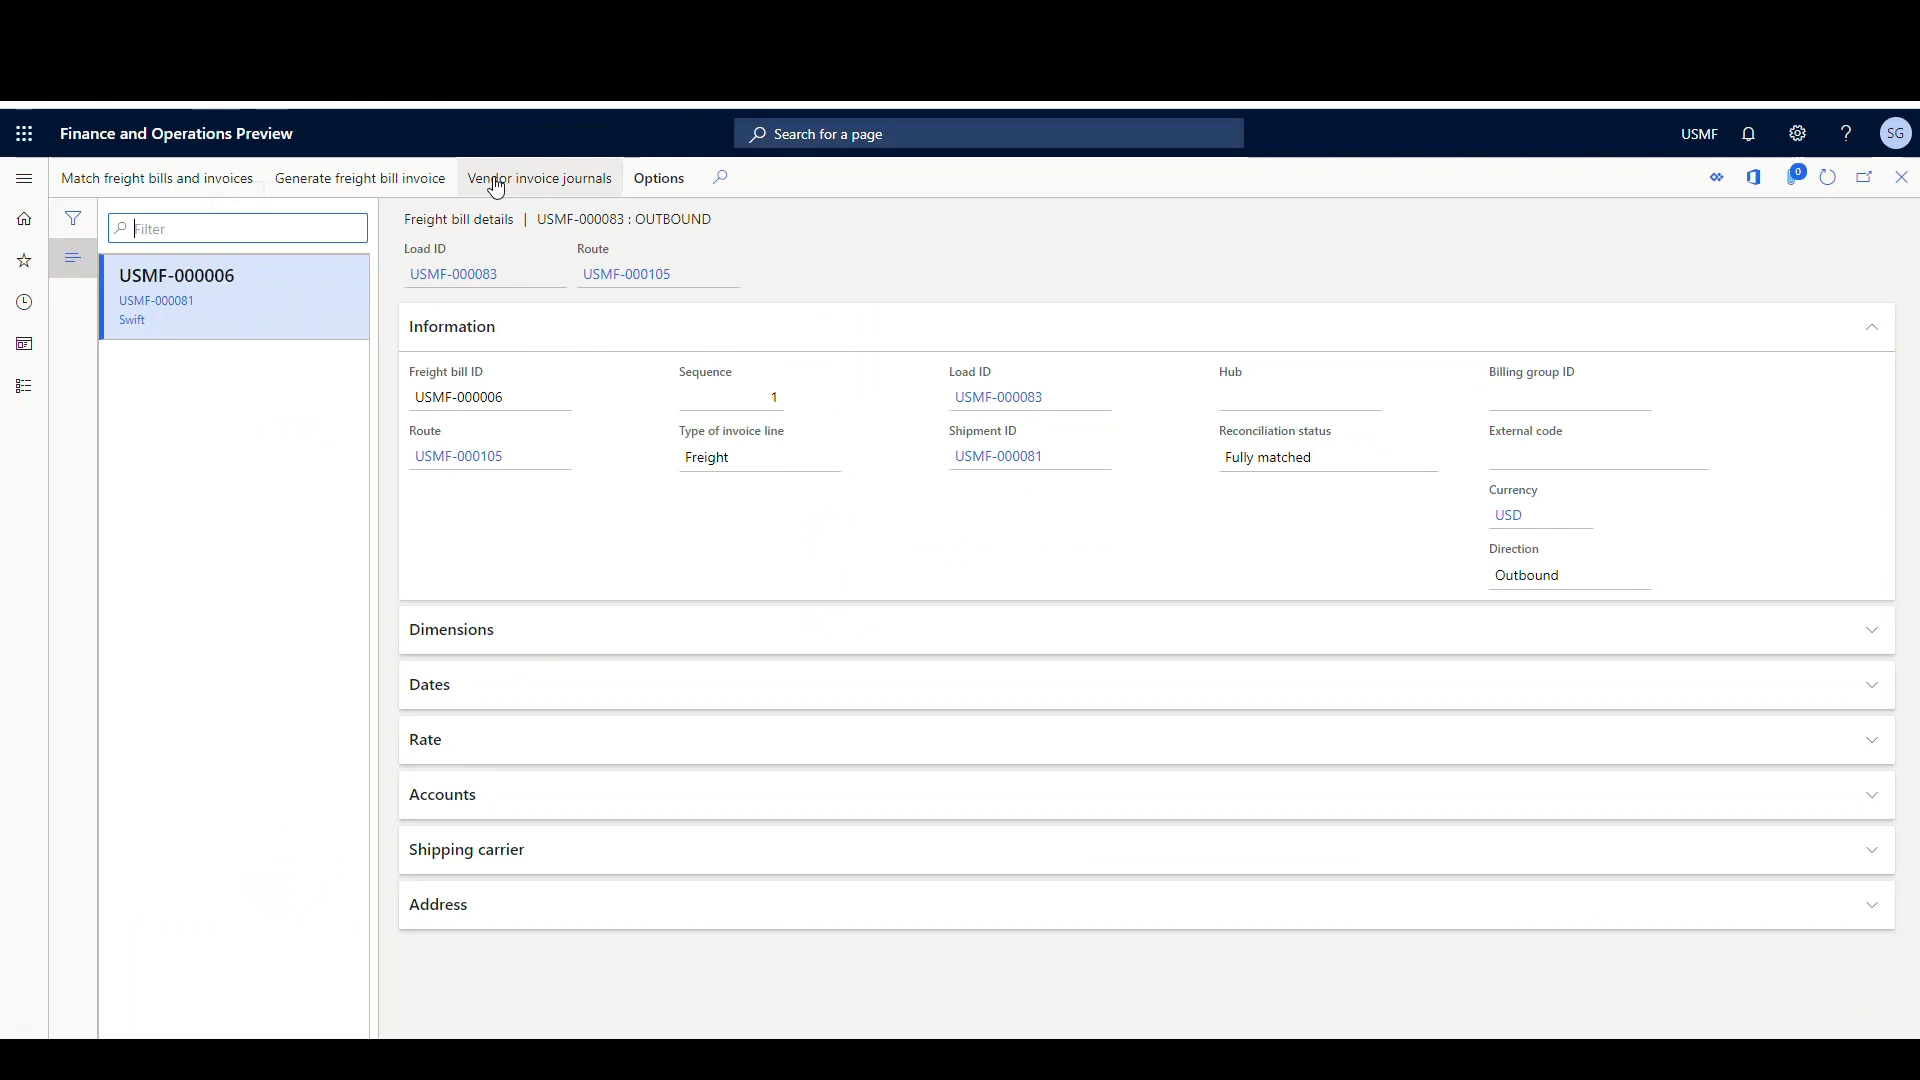 Finance and Operations Preview
Search for a page
USMF
?
SG
Match freight bills and invoices
Generate freight bill invoice
Vendor invoice journals
Options
0
Filter
USMF-000006
USMF-000081
Swift
Freight bill details | USMF-000083 : OUTBOUND
Load ID
Route
USMF-000083
USMF-000105
Information
Freight bill ID
Sequence
Load ID
Hub
Billing group ID
USMF-000006
1
USMF-000083
Route
Type of invoice line
Shipment ID
Reconciliation status
External code
USMF-000105
Freight
USMF-000081
Fully matched
Currency
USD
Direction
Outbound
Dimensions
Dates
Rate
Accounts
Shipping carrier
Address